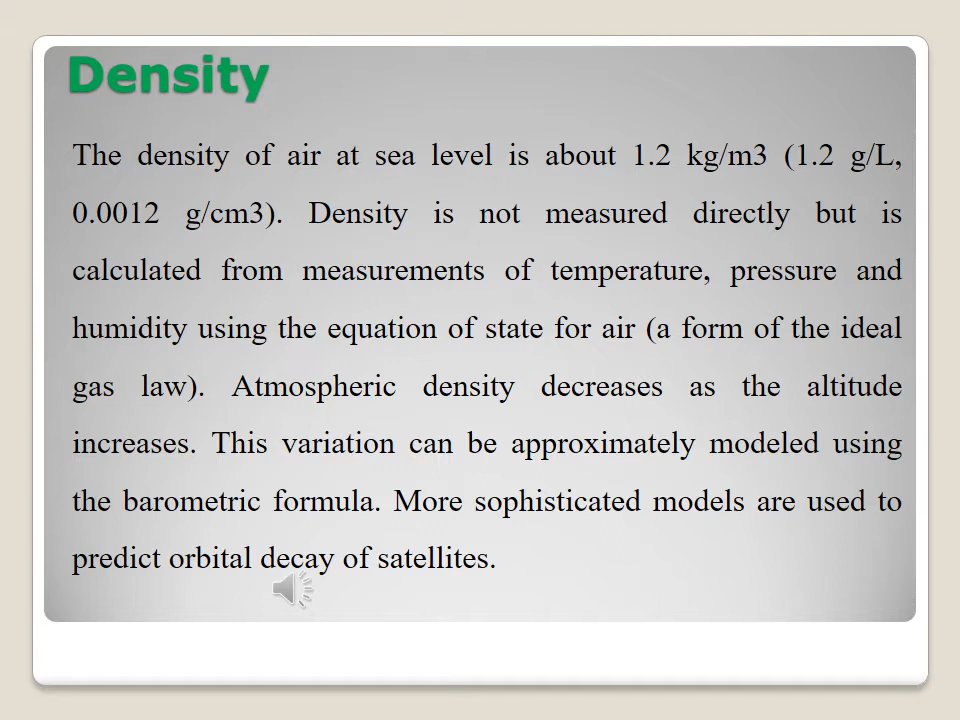 Density
The density of air at sea level is about 1.2 kg/m3 (1.2 g/L,
0.0012 g/cm3). Density is not measured directly but is
calculated from measurements of temperature, pressure and
humidity using the equation of state for air (a form of the ideal
gas law). Atmospheric density decreases as the altitude
increases. This variation can be approximately modeled using
the barometric formula. More sophisticated models are used to
predict orbital decay of satellites.